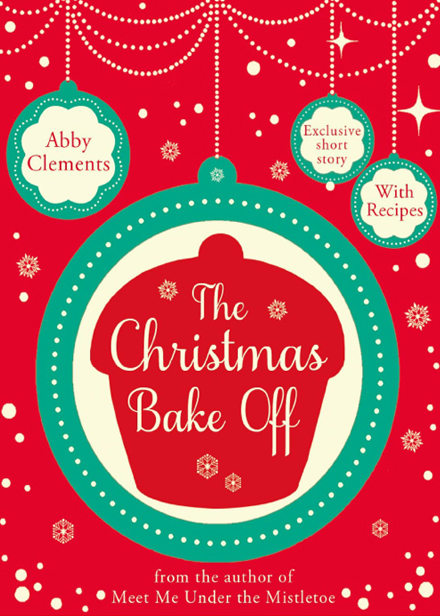 Abby
Clements
Exclusive
short
story
With
Recipes
The
Christmas
Bake Off
from the author of
Meet Me Under the Mistletoe